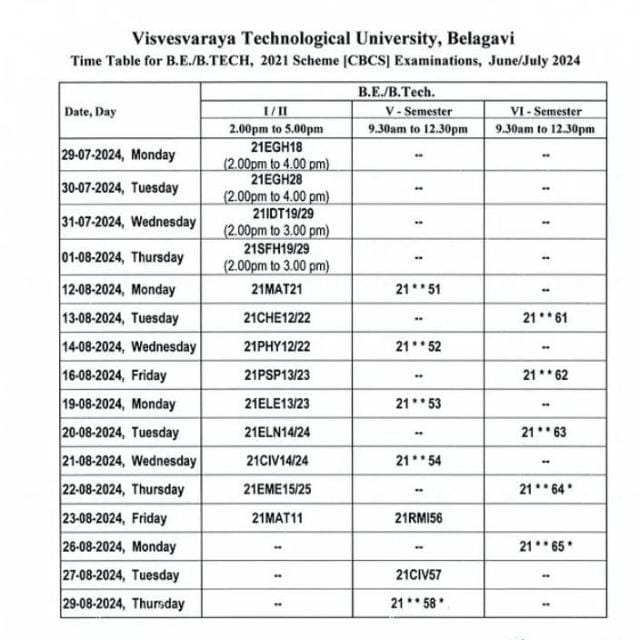 Visvesvaraya Technological University, Belagavi
Time Table for B.E./B.TECH, 2021 Scheme [CBCS] Examinations, June/July 2024
B.E./B.Tech.
Date, Day I / II V - Semester VI - Semester
2.00pm to 5.00pm 9.30am to 12.30pm 9.30am to 12.30pm
29-07-2024, Monday 21EGH18 (2.00pm to 4.00 pm) -- --
30-07-2024, Tuesday 21EGH28 (2.00pm to 4.00 pm) -- --
31-07-2024, Wednesday 21IDT19/29 (2.00pm to 3.00 pm) -- --
01-08-2024, Thursday 21SFH19/29 (2.00pm to 3.00 pm) -- --
12-08-2024, Monday 21MAT21 21**51 --
13-08-2024, Tuesday 21CHE12/22 -- 21**61
14-08-2024, Wednesday 21PHY12/22 21**52 --
16-08-2024, Friday 21PSP13/23 -- 21**62
19-08-2024, Monday 21ELE13/23 21**53 --
20-08-2024, Tuesday 21ELN14/24 -- 21**63
21-08-2024, Wednesday 21CIV14/24 21**54 --
22-08-2024, Thursday 21EME15/25 -- 21**64*
23-08-2024, Friday 21MAT11 21RMI56
26-08-2024, Monday -- -- 21**65*
27-08-2024, Tuesday -- 21CIV57
29-08-2024, Thursday -- 21**58*